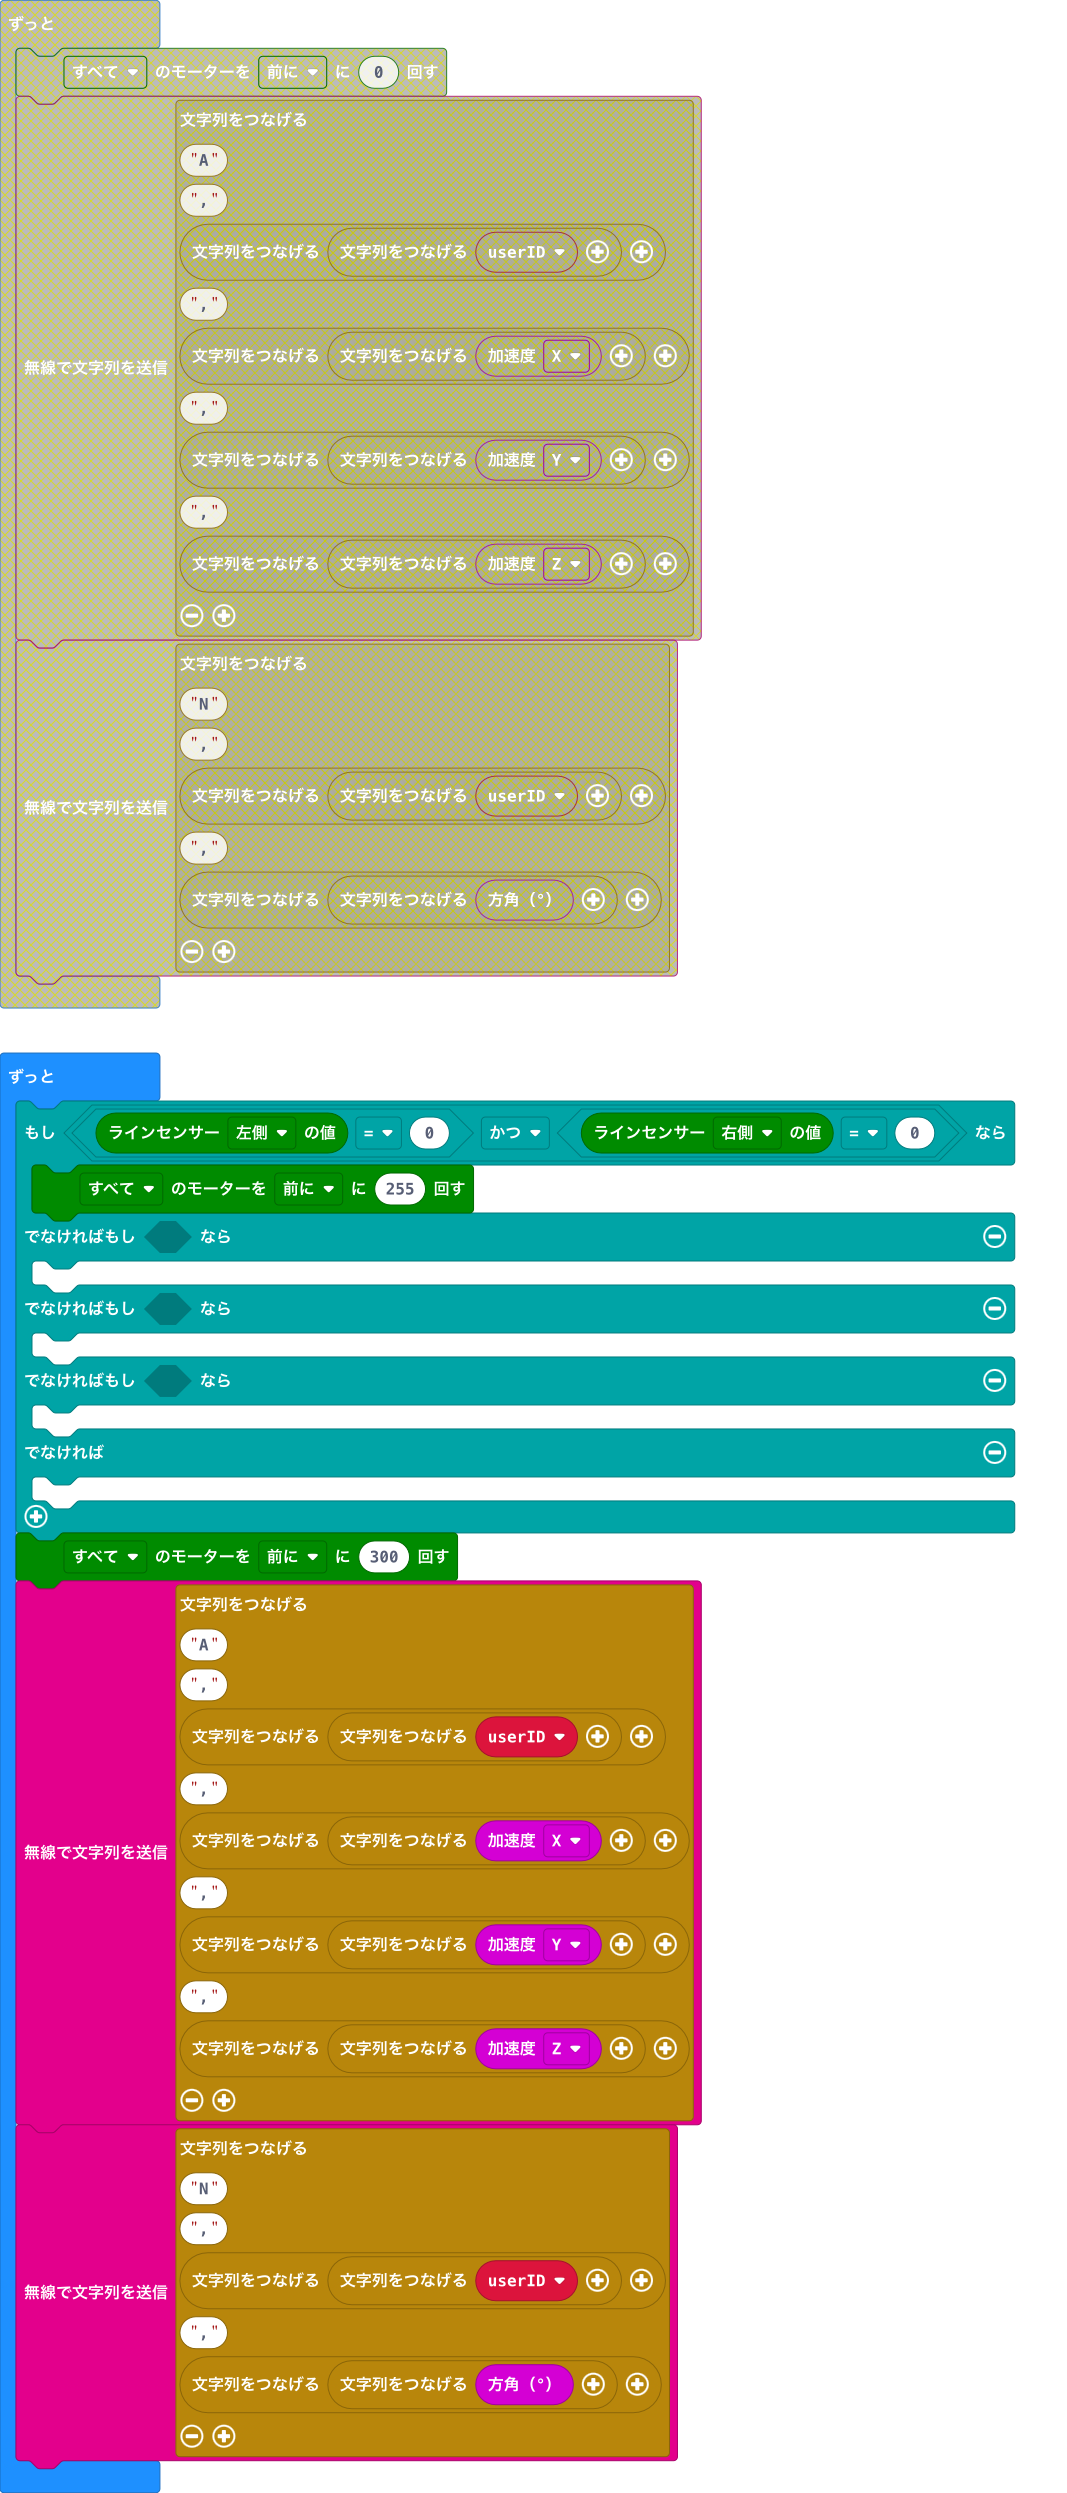 ずっと
すべて のモーターを 前に に 0 回す
文字列をつなげる
"A"
","
文字列をつなげる 文字列をつなげる userID
","
無線で文字列を送信 文字列をつなげる 文字列をつなげる 加速度 X
","
文字列をつなげる 文字列をつなげる 加速度 Y
","
文字列をつなげる 文字列をつなげる 加速度 Z
文字列をつなげる
"N"
","
文字列をつなげる 文字列をつなげる userID
無線で文字列を送信
","
文字列をつなげる 文字列をつなげる 方角 (°)
ずっと
もし ラインセンサー 左側 の値 = 0 かつ ラインセンサー 右側 の値 = 0 なら
すべて のモーターを 前に に 255 回す
でなければもし なら
でなければもし なら
でなければもし なら
でなければ
すべて のモーターを 前に に 300 回す
文字列をつなげる
"A"
","
文字列をつなげる 文字列をつなげる userID
","
文字列をつなげる 文字列をつなげる 加速度 X
無線で文字列を送信
","
文字列をつなげる 文字列をつなげる 加速度 Y
","
文字列をつなげる 文字列をつなげる 加速度 Z
文字列をつなげる
"N"
","
文字列をつなげる 文字列をつなげる userID
無線で文字列を送信
","
文字列をつなげる 文字列をつなげる 方角 (°)